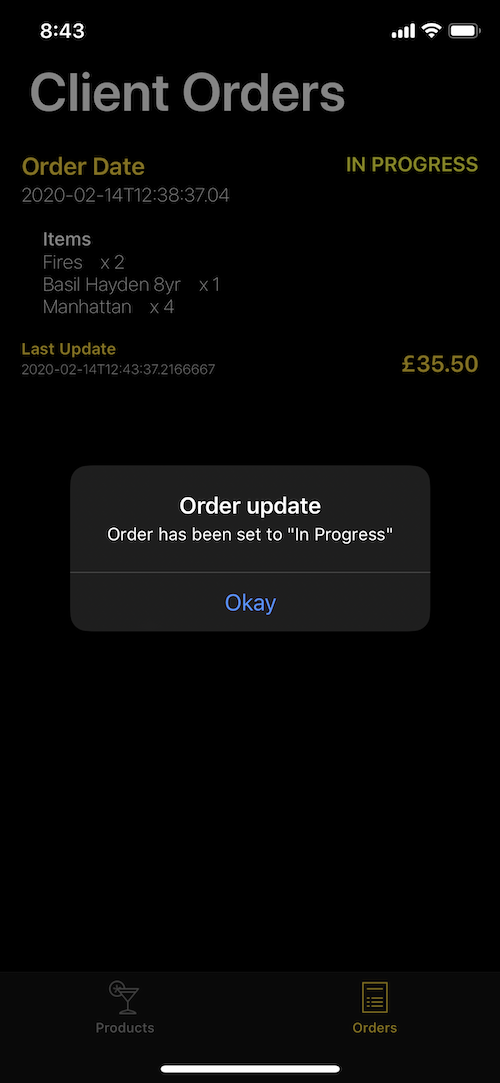 8:43
Client Orders
Order Date IN PROGRESS
2020-02-14T12:38:37.04
Items
Fires x 2
Basil Hayden 8yr x 1
Manhattan x 4
Last Update
2020-02-14T12:43:37.2166667
£35.50
Order update
Order has been set to "In Progress"
Okay
Products Orders